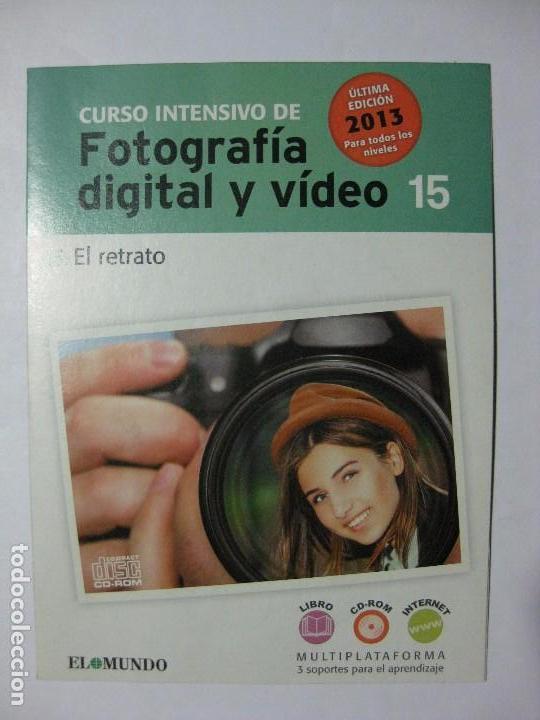 CURSO INTENSIVO DE
Fotografía
digital y vídeo 15
ÚLTIMA
EDICIÓN
2013
Para todos los
niveles
El retrato
COMPACT
disc
CD-ROM
LIBRO
CD-ROM
INTERNET
www
MULTIPLATAFORMA
3 soportes para el aprendizaje
EL MUNDO
todocoleccion.net